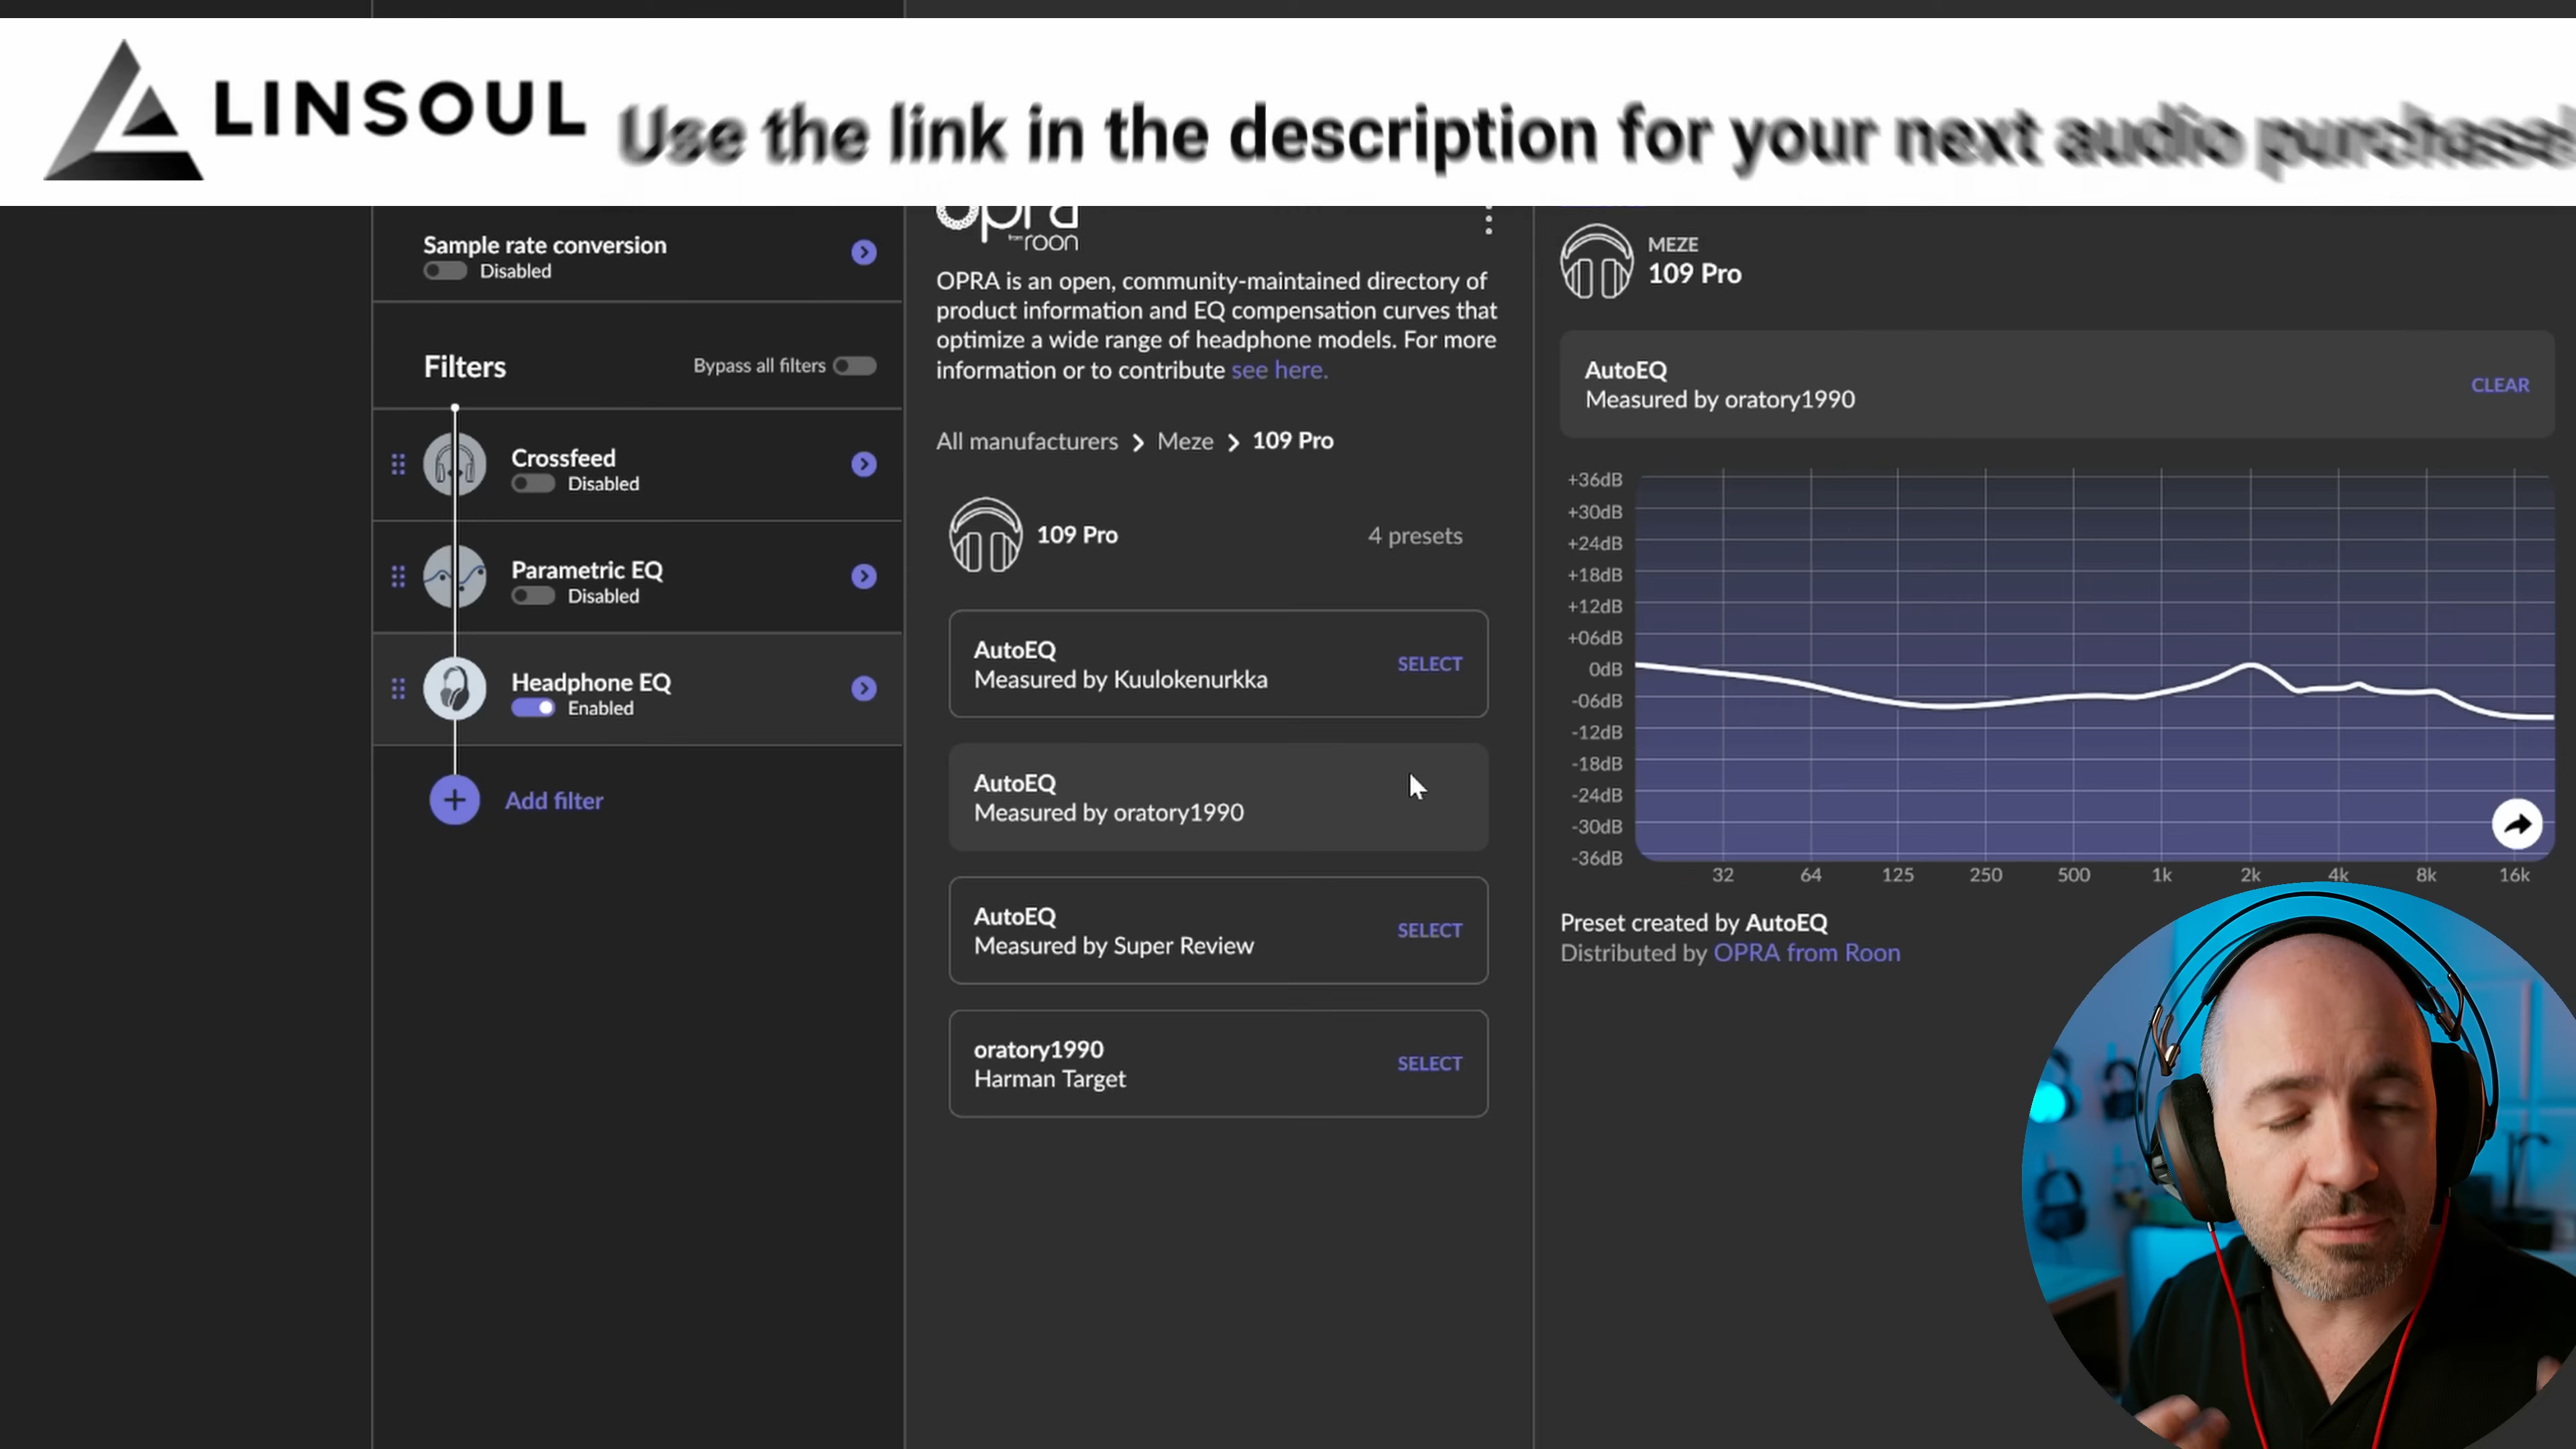 LINSOUL
Use the link in the description for your next audio purchase!
Sample rate conversion
Disabled
Filters
Bypass all filters
Crossfeed
Disabled
Parametric EQ
Disabled
Headphone EQ
Enabled
Add filter
opra
from roon
OPRA is an open, community-maintained directory of
product information and EQ compensation curves that
optimize a wide range of headphone models. For more
information or to contribute see here.
All manufacturers > Meze > 109 Pro
109 Pro
4 presets
AutoEQ
Measured by Kuulokenurkka
SELECT
AutoEQ
Measured by oratory1990
AutoEQ
Measured by Super Review
SELECT
oratory1990
Harman Target
SELECT
MEZE
109 Pro
AutoEQ
Measured by oratory1990
CLEAR
+36dB
+30dB
+24dB
+18dB
+12dB
+06dB
0dB
-06dB
-12dB
-18dB
-24dB
-30dB
-36dB
32 64 125 250 500 1k 2k 4k 8k 16k
Preset created by AutoEQ
Distributed by OPRA from Roon